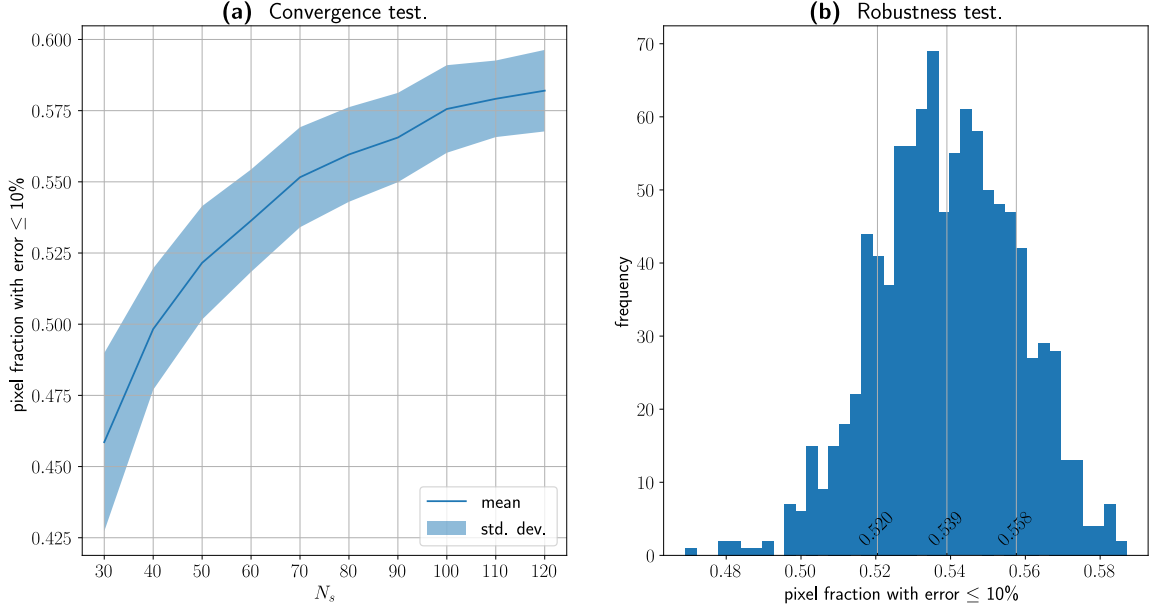 (a) Convergence test.
0.600
0.575
0.550
0.525
0.500
0.475
0.450
0.425
pixel fraction with error ≤ 10%
30 40 50 60 70 80 90 100 110 120
N_s
mean
std. dev.
(b) Robustness test.
70
60
50
40
30
20
10
0
frequency
0.520 0.539 0.558
0.48 0.50 0.52 0.54 0.56 0.58
pixel fraction with error ≤ 10%